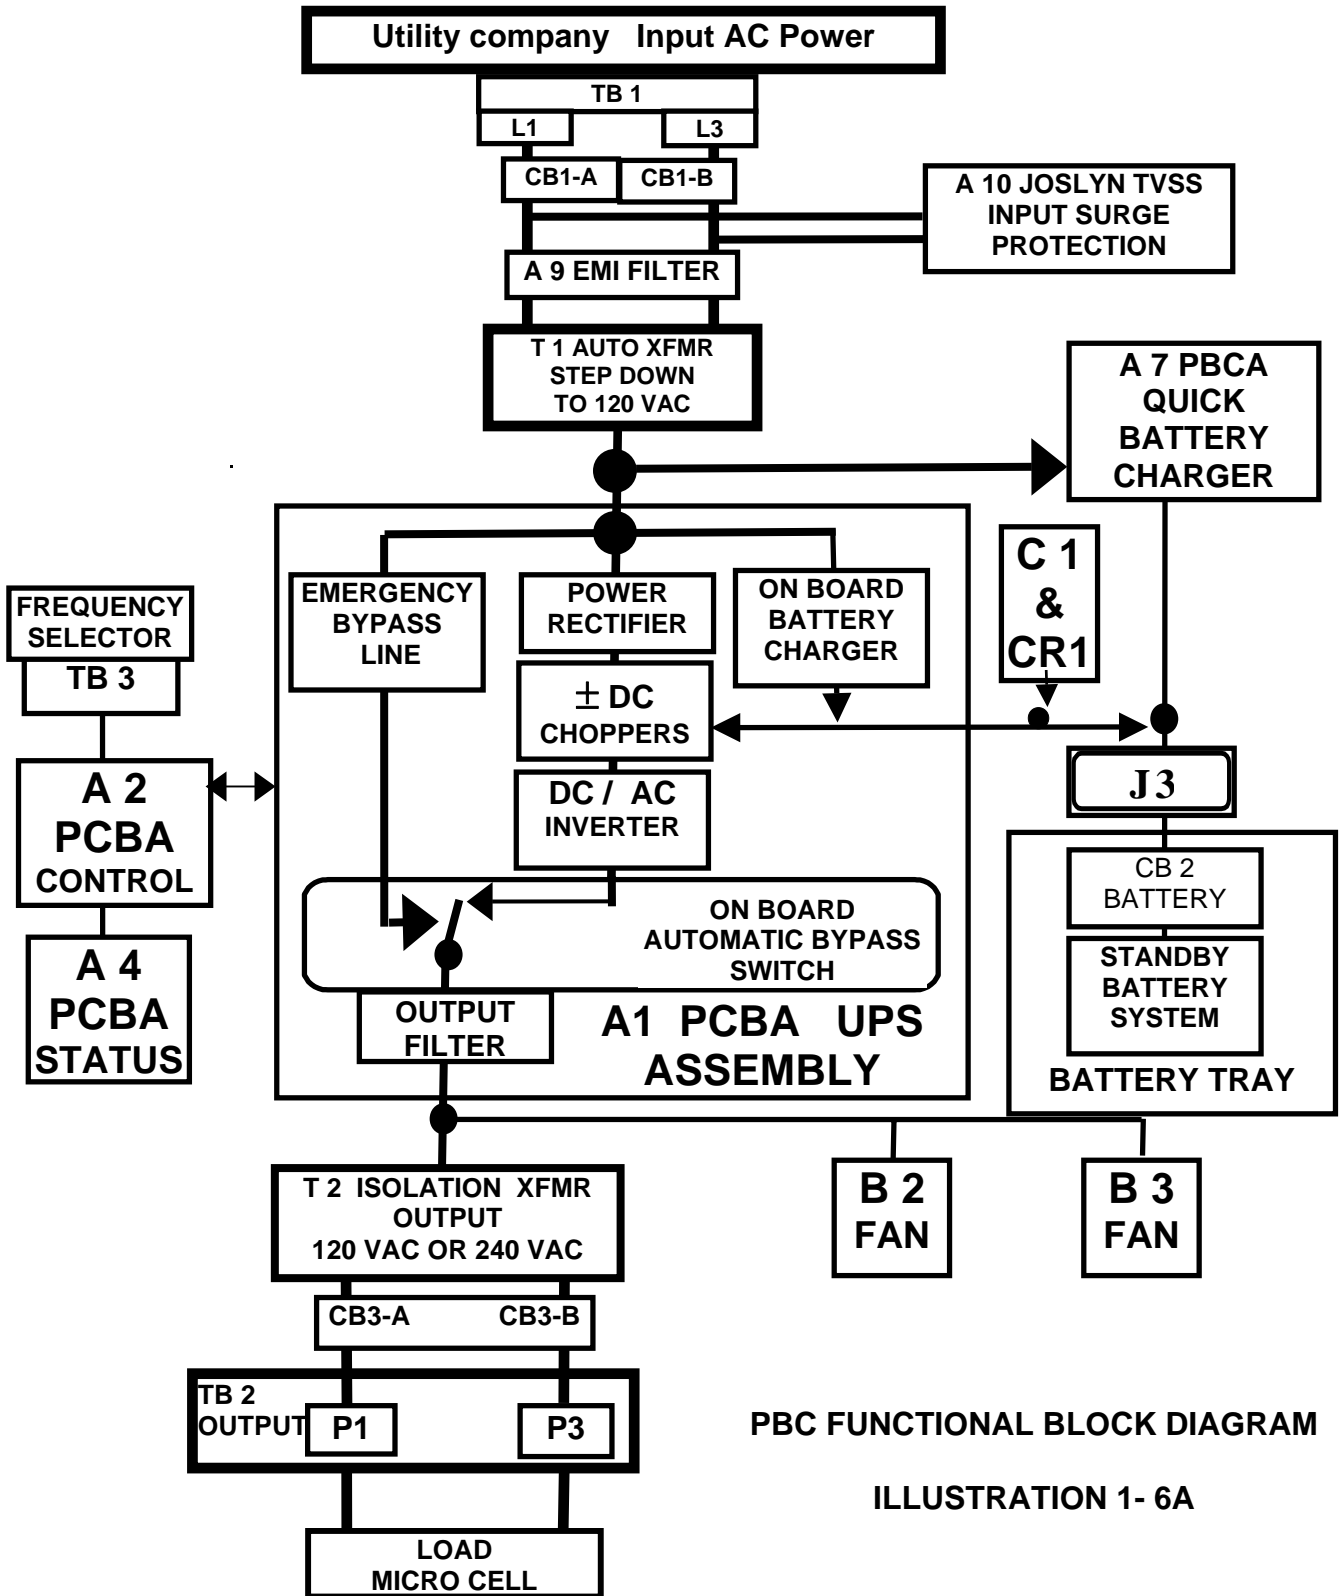 Utility company Input AC Power
TB 1
L1
L3
CB1-A
CB1-B
A 10 JOSLYN TVSS
INPUT SURGE
PROTECTION
A 9 EMI FILTER
T 1 AUTO XFMR
STEP DOWN
TO 120 VAC
A 7 PBCA
QUICK
BATTERY
CHARGER
C 1
&
CR1
EMERGENCY
BYPASS
LINE
POWER
RECTIFIER
ON BOARD
BATTERY
CHARGER
FREQUENCY
SELECTOR
TB 3
± DC
CHOPPERS
A 2
PCBA
CONTROL
DC / AC
INVERTER
J3
CB 2
BATTERY
ON BOARD
AUTOMATIC BYPASS
SWITCH
A 4
PCBA
STATUS
STANDBY
BATTERY
SYSTEM
BATTERY TRAY
OUTPUT
FILTER
A1 PCBA UPS
ASSEMBLY
T 2 ISOLATION XFMR
OUTPUT
120 VAC OR 240 VAC
B 2
FAN
B 3
FAN
CB3-A
CB3-B
TB 2
OUTPUT
P1
P3
PBC FUNCTIONAL BLOCK DIAGRAM
ILLUSTRATION 1- 6A
LOAD
MICRO CELL